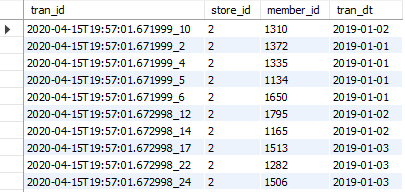 tran_id store_id member_id tran_dt
2020-04-15T19:57:01.671999_10 2 1310 2019-01-02
2020-04-15T19:57:01.671999_2 2 1372 2019-01-01
2020-04-15T19:57:01.671999_4 2 1335 2019-01-01
2020-04-15T19:57:01.671999_5 2 1134 2019-01-01
2020-04-15T19:57:01.671999_6 2 1650 2019-01-01
2020-04-15T19:57:01.672998_12 2 1795 2019-01-02
2020-04-15T19:57:01.672998_14 2 1165 2019-01-02
2020-04-15T19:57:01.672998_17 2 1513 2019-01-03
2020-04-15T19:57:01.672998_22 2 1282 2019-01-03
2020-04-15T19:57:01.672998_24 2 1506 2019-01-03